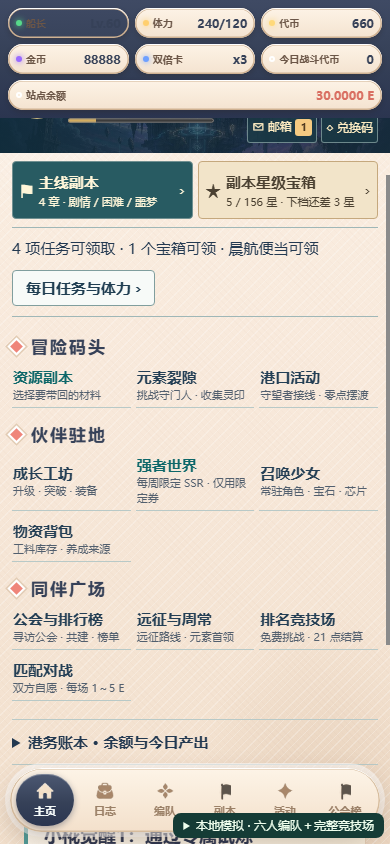 船长 Lv.60
体力 240/120
代币 660
金币 88888
双倍卡 x3
今日战斗代币 0
站点余额 30.0000 E
邮箱 1
兑换码
主线副本 ›
4 章 · 剧情 / 困难 / 噩梦
副本星级宝箱 ›
5 / 156 星 · 下档还差 3 星
4 项任务可领取 · 1 个宝箱可领 · 晨航便当可领
每日任务与体力 ›
冒险码头
资源副本
选择要带回的材料
元素裂隙
挑战守门人 · 收集灵印
港口活动
守望者接线 · 零点摆渡
伙伴驻地
成长工坊
升级 · 突破 · 装备
强者世界
每周限定 SSR · 仅用限
定券
召唤少女
常驻角色 · 宝石 · 芯片
物资背包
工料库存 · 养成来源
同伴广场
公会与排行榜
寻访公会 · 共建 · 榜单
远征与周常
远征路线 · 元素首领
排名竞技场
免费挑战 · 21 点结算
匹配对战
双方自愿 · 每场 1 ~ 5 E
港务账本 • 余额与今日产出
主页
日志
编队
副本
活动
公会榜
本地模拟 · 六人编队 + 完整竞技场